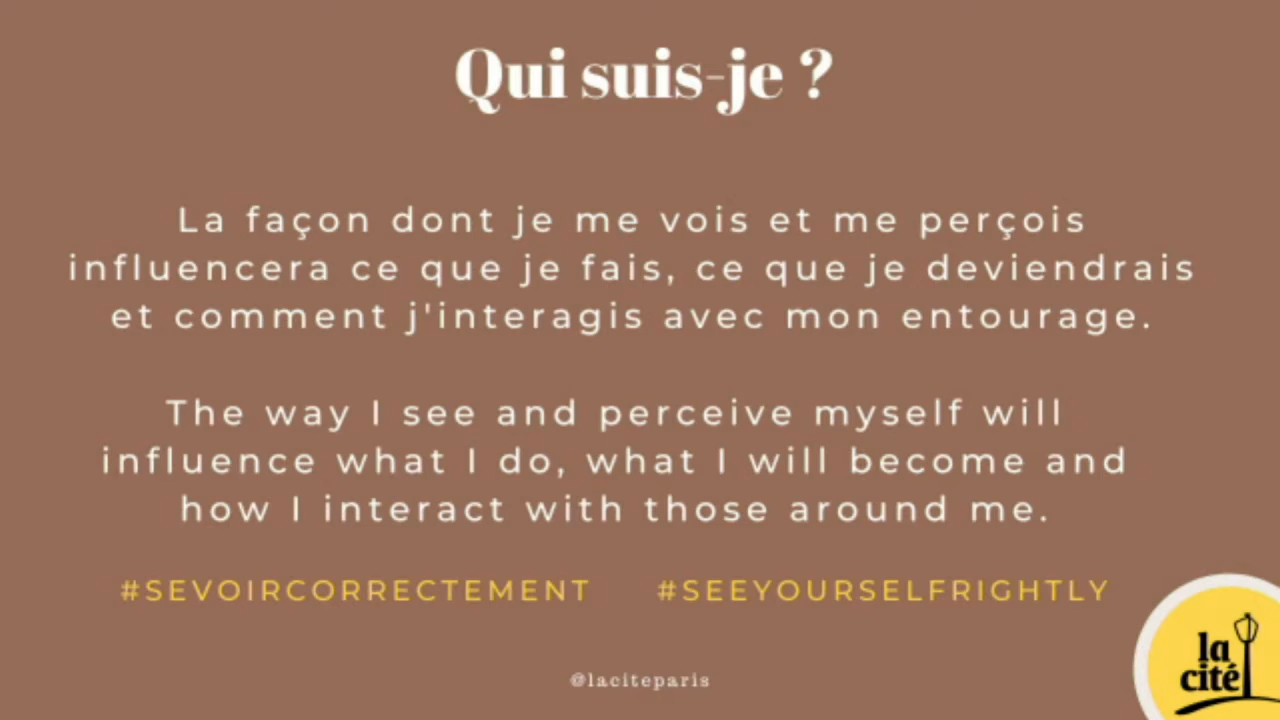 Qui suis-je ?
La façon dont je me vois et me perçois
influencera ce que je fais, ce que je deviendrais
et comment j'interagis avec mon entourage.
The way I see and perceive myself will
influence what I do, what I will become and
how I interact with those around me.
#SEVOIRCORRECTEMENT #SEEYOURSELFRIGHTLY
@laciteparis
la
cité